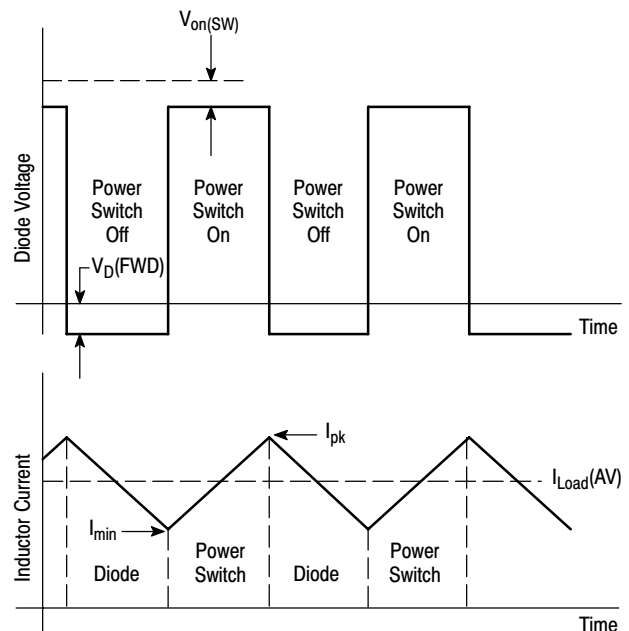 Von(SW)
Power
Switch
Off
Power
Switch
On
Power
Switch
Off
Power
Switch
On
Diode Voltage
VD(FWD)
Time
Ipk
ILoad(AV)
Imin
Inductor Current
Diode
Power
Switch
Diode
Power
Switch
Time